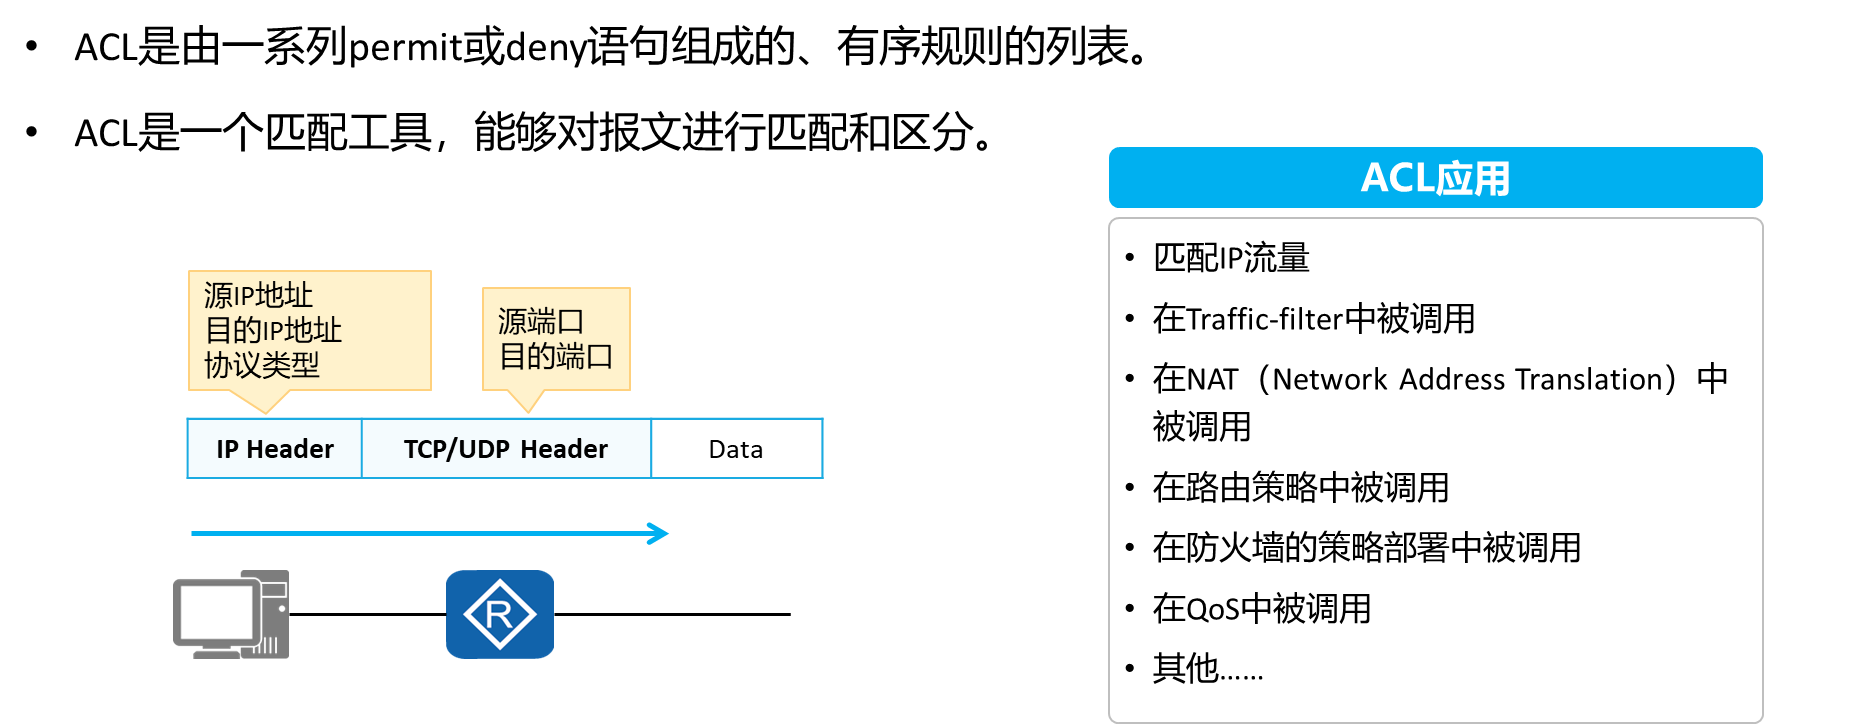 • ACL是由一系列permit或deny语句组成的、有序规则的列表。
• ACL是一个匹配工具，能够对报文进行匹配和区分。
源IP地址
目的IP地址
协议类型
源端口
目的端口
IP Header TCP/UDP Header Data
R
ACL应用
• 匹配IP流量
• 在Traffic-filter中被调用
• 在NAT（Network Address Translation）中
被调用
• 在路由策略中被调用
• 在防火墙的策略部署中被调用
• 在QoS中被调用
• 其他……